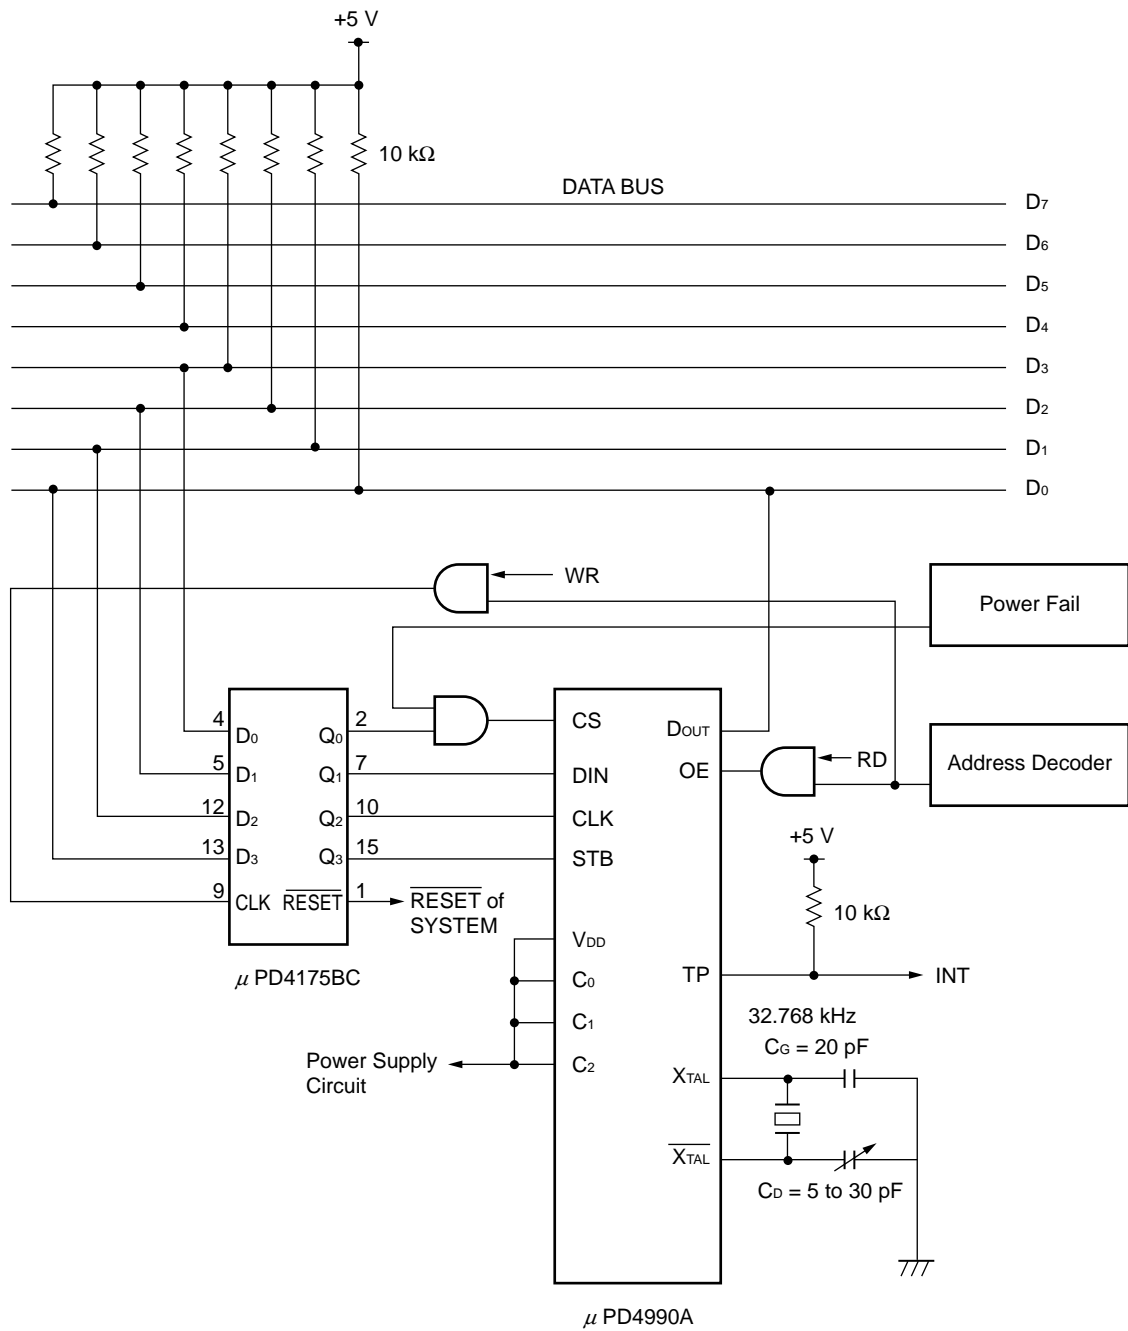 +5 V
10 kΩ
DATA BUS
D7
D6
D5
D4
D3
D2
D1
D0
WR
Power Fail
4 D0 Q0 2
CS
DOUT
5 D1 Q1 7
DIN
OE
RD
Address Decoder
12 D2 Q2 10
CLK
13 D3 Q3 15
STB
+5 V
10 kΩ
9 CLK RESET 1
RESET of
SYSTEM
μ PD4175BC
VDD
C0
C1
C2
TP
INT
Power Supply
Circuit
32.768 kHz
CG = 20 pF
XTAL
XTAL
CD = 5 to 30 pF
μ PD4990A